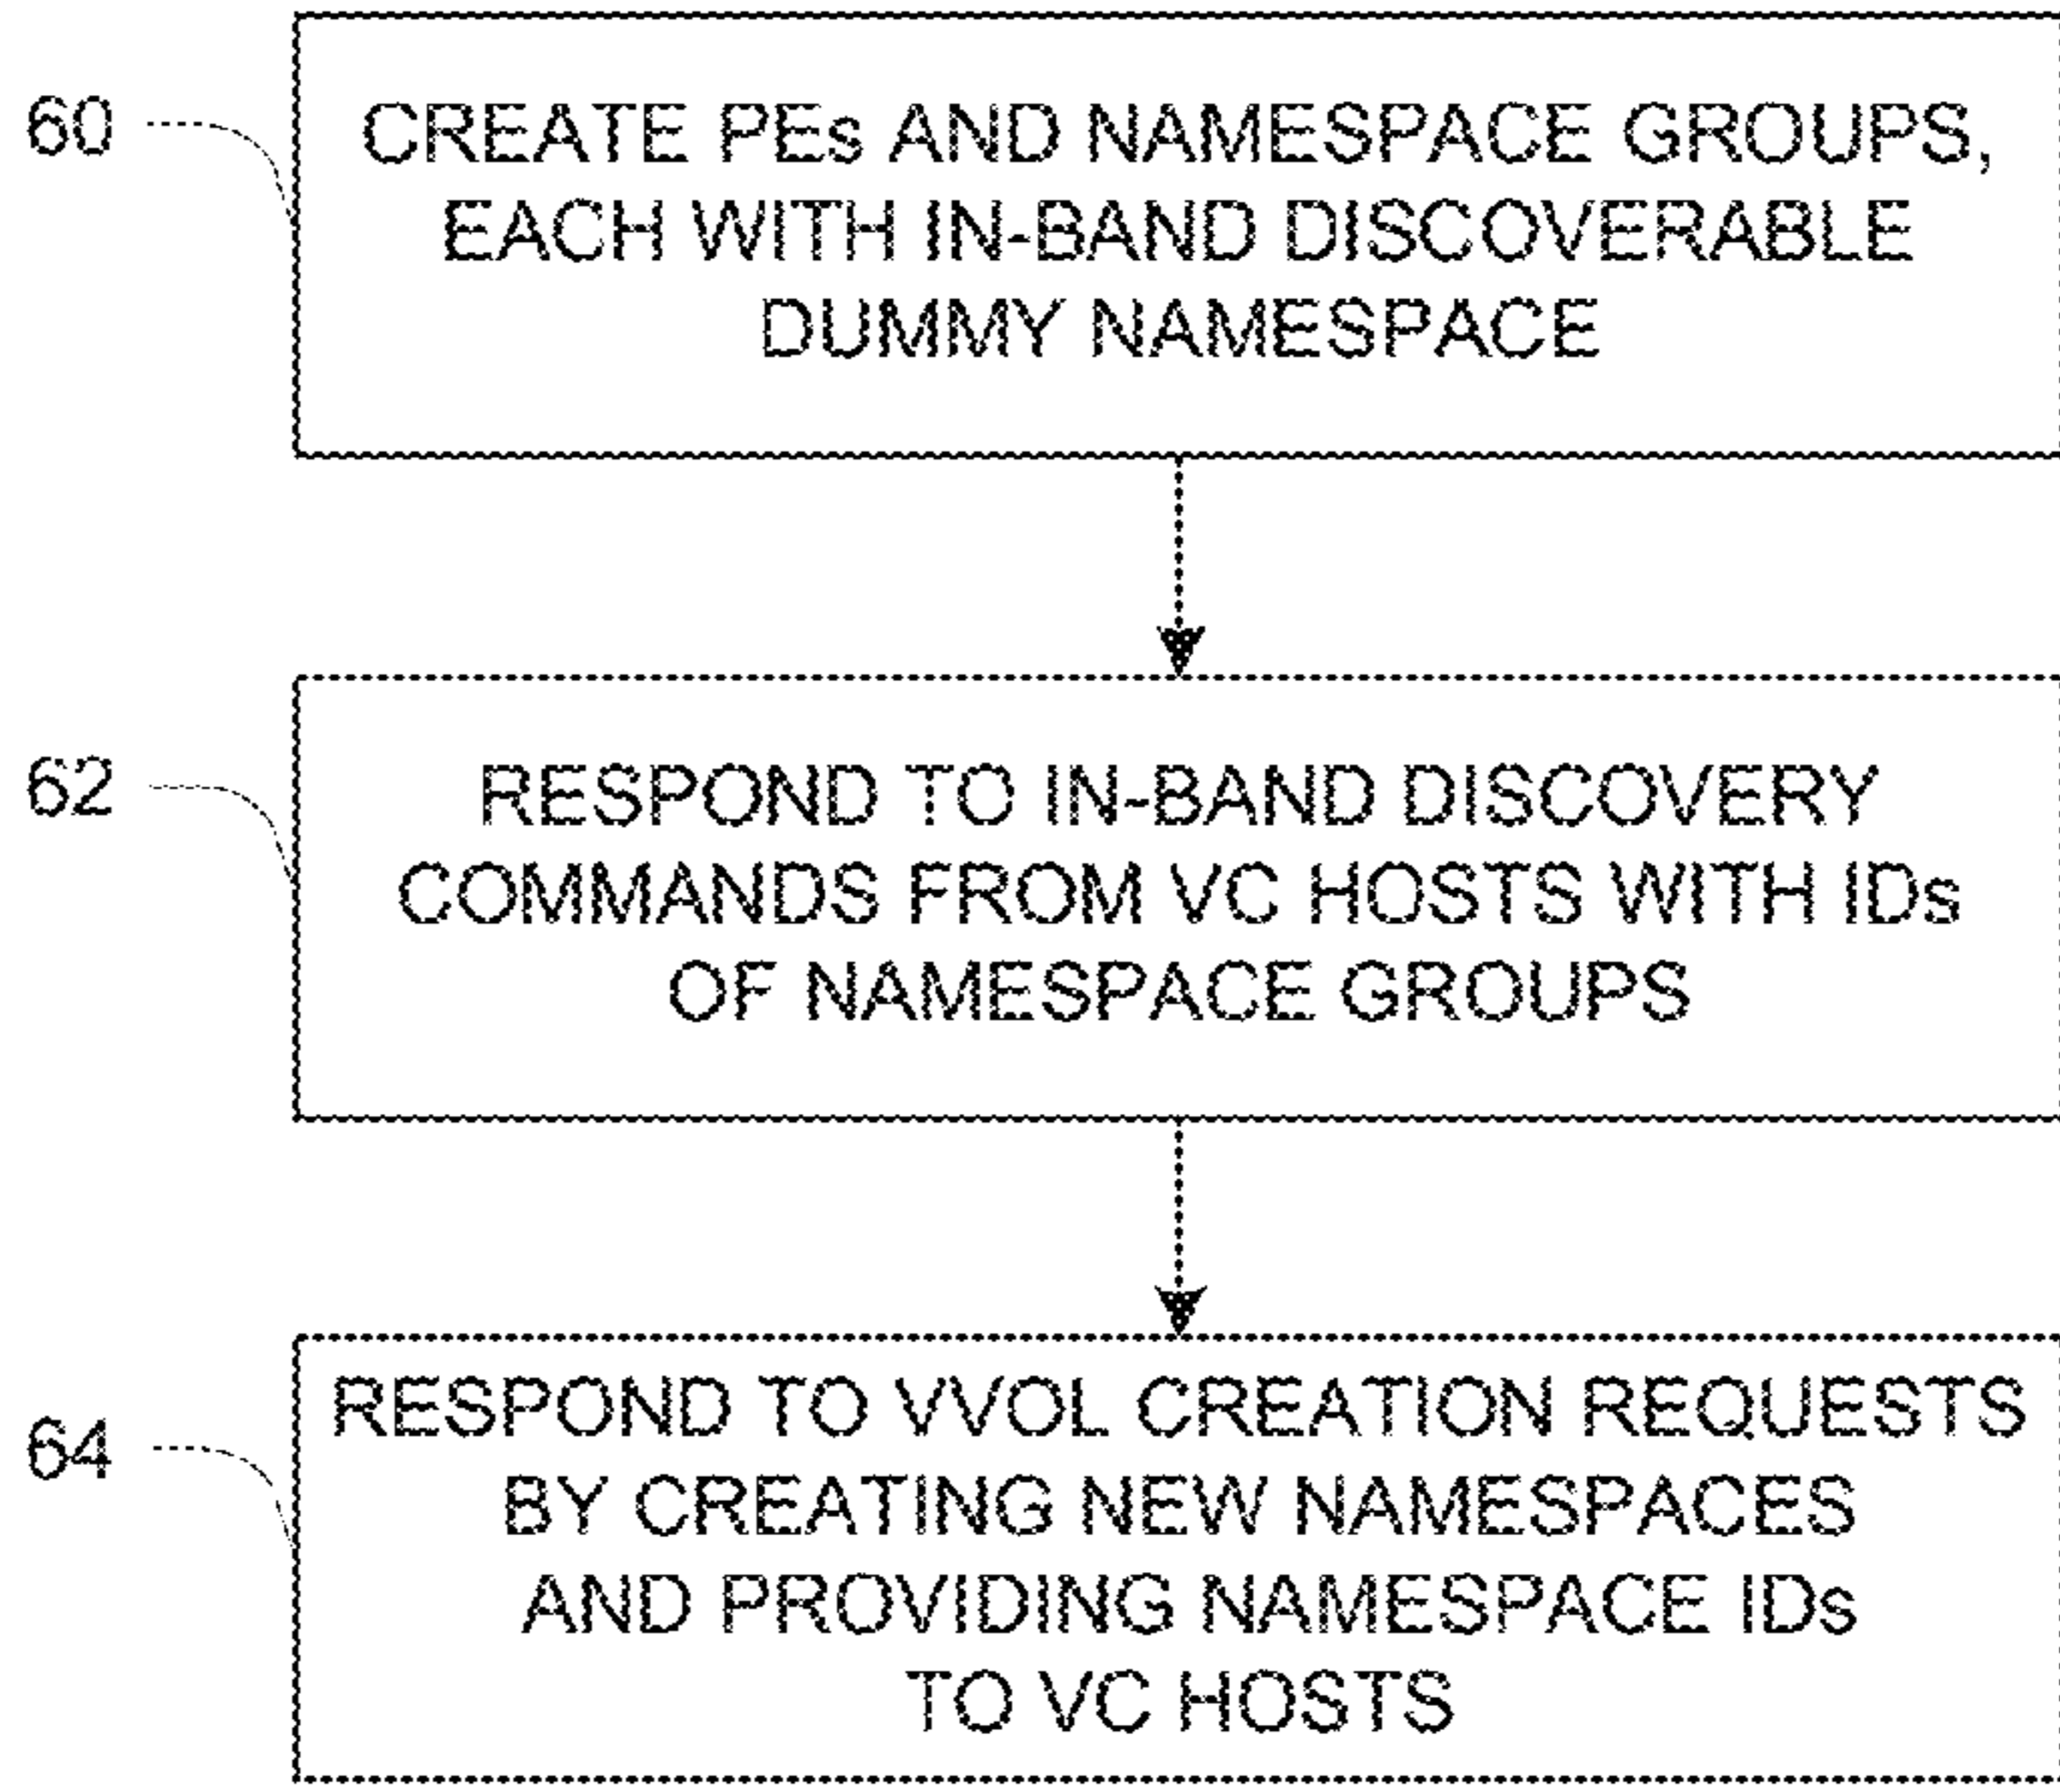 60
CREATE PEs AND NAMESPACE GROUPS,
EACH WITH IN-BAND DISCOVERABLE
DUMMY NAMESPACE
62
RESPOND TO IN-BAND DISCOVERY
COMMANDS FROM VC HOSTS WITH IDs
OF NAMESPACE GROUPS
64
RESPOND TO VVOL CREATION REQUESTS
BY CREATING NEW NAMESPACES
AND PROVIDING NAMESPACE IDs
TO VC HOSTS